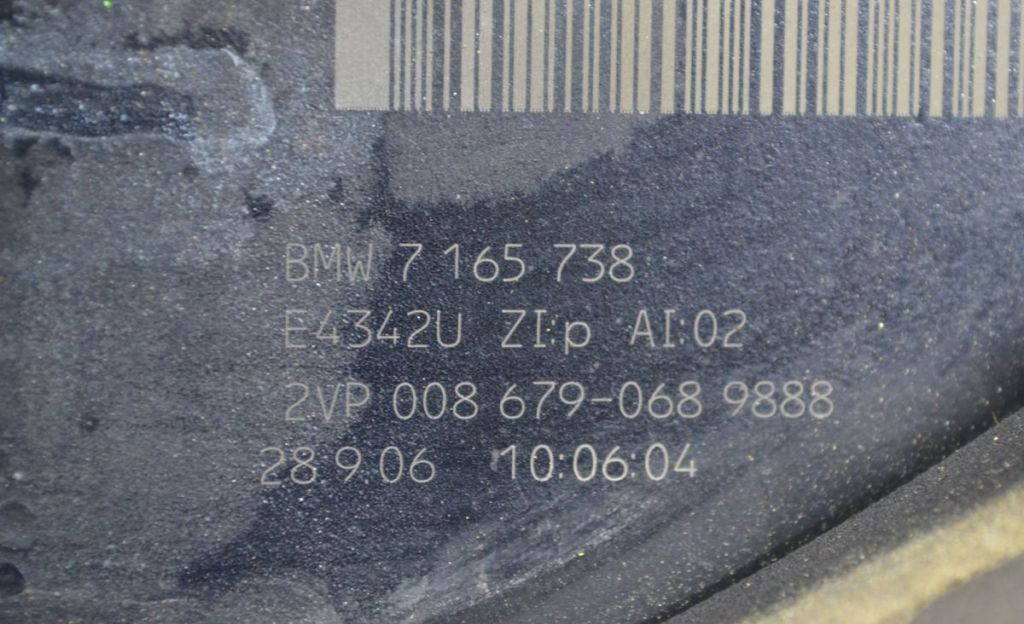 BMW 7 165 738
E4342U ZI:p AI:02
2VP 008 679-068 9888
28.9.06 10:06:04